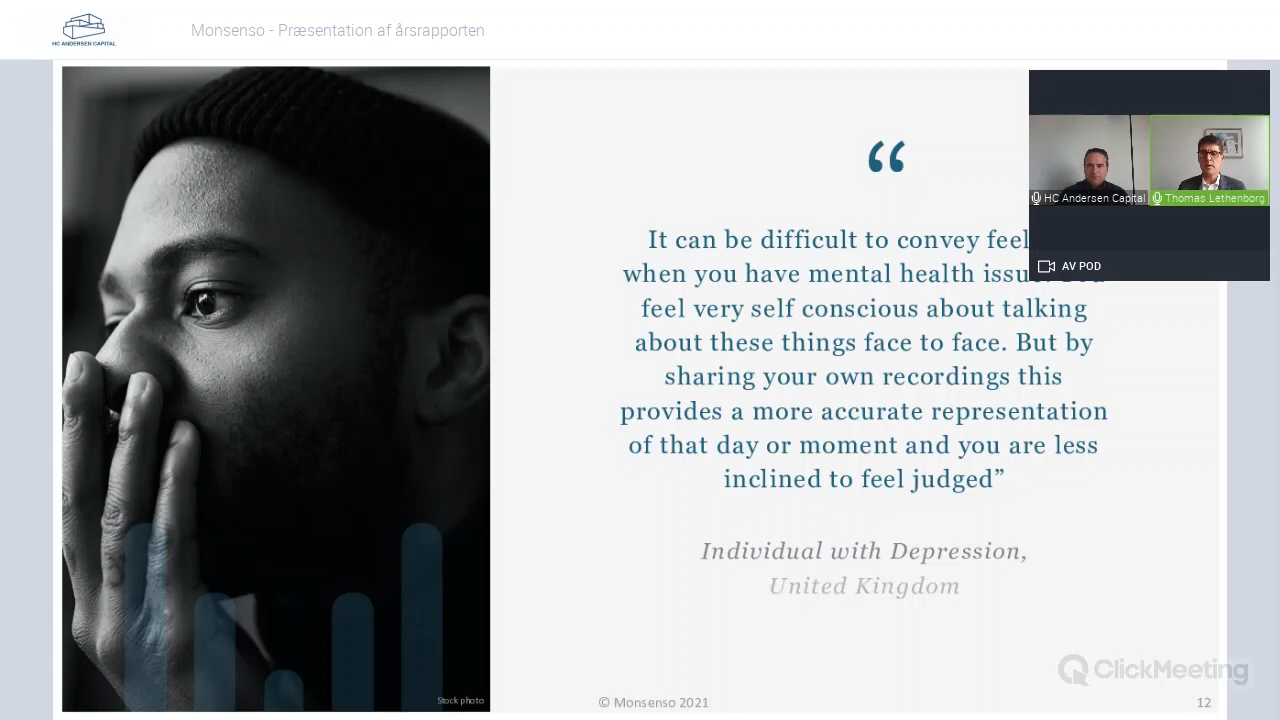 HC ANDERSEN CAPITAL
Monsenso - Præsentation af årsrapporten
“
It can be difficult to convey feel
when you have mental health issu
feel very self conscious about talking
about these things face to face. But by
sharing your own recordings this
provides a more accurate representation
of that day or moment and you are less
inclined to feel judged”
Individual with Depression,
United Kingdom
HC Andersen Capital
Thomas Lethenborg
AV POD
Stock photo
© Monsenso 2021
12
ClickMeeting